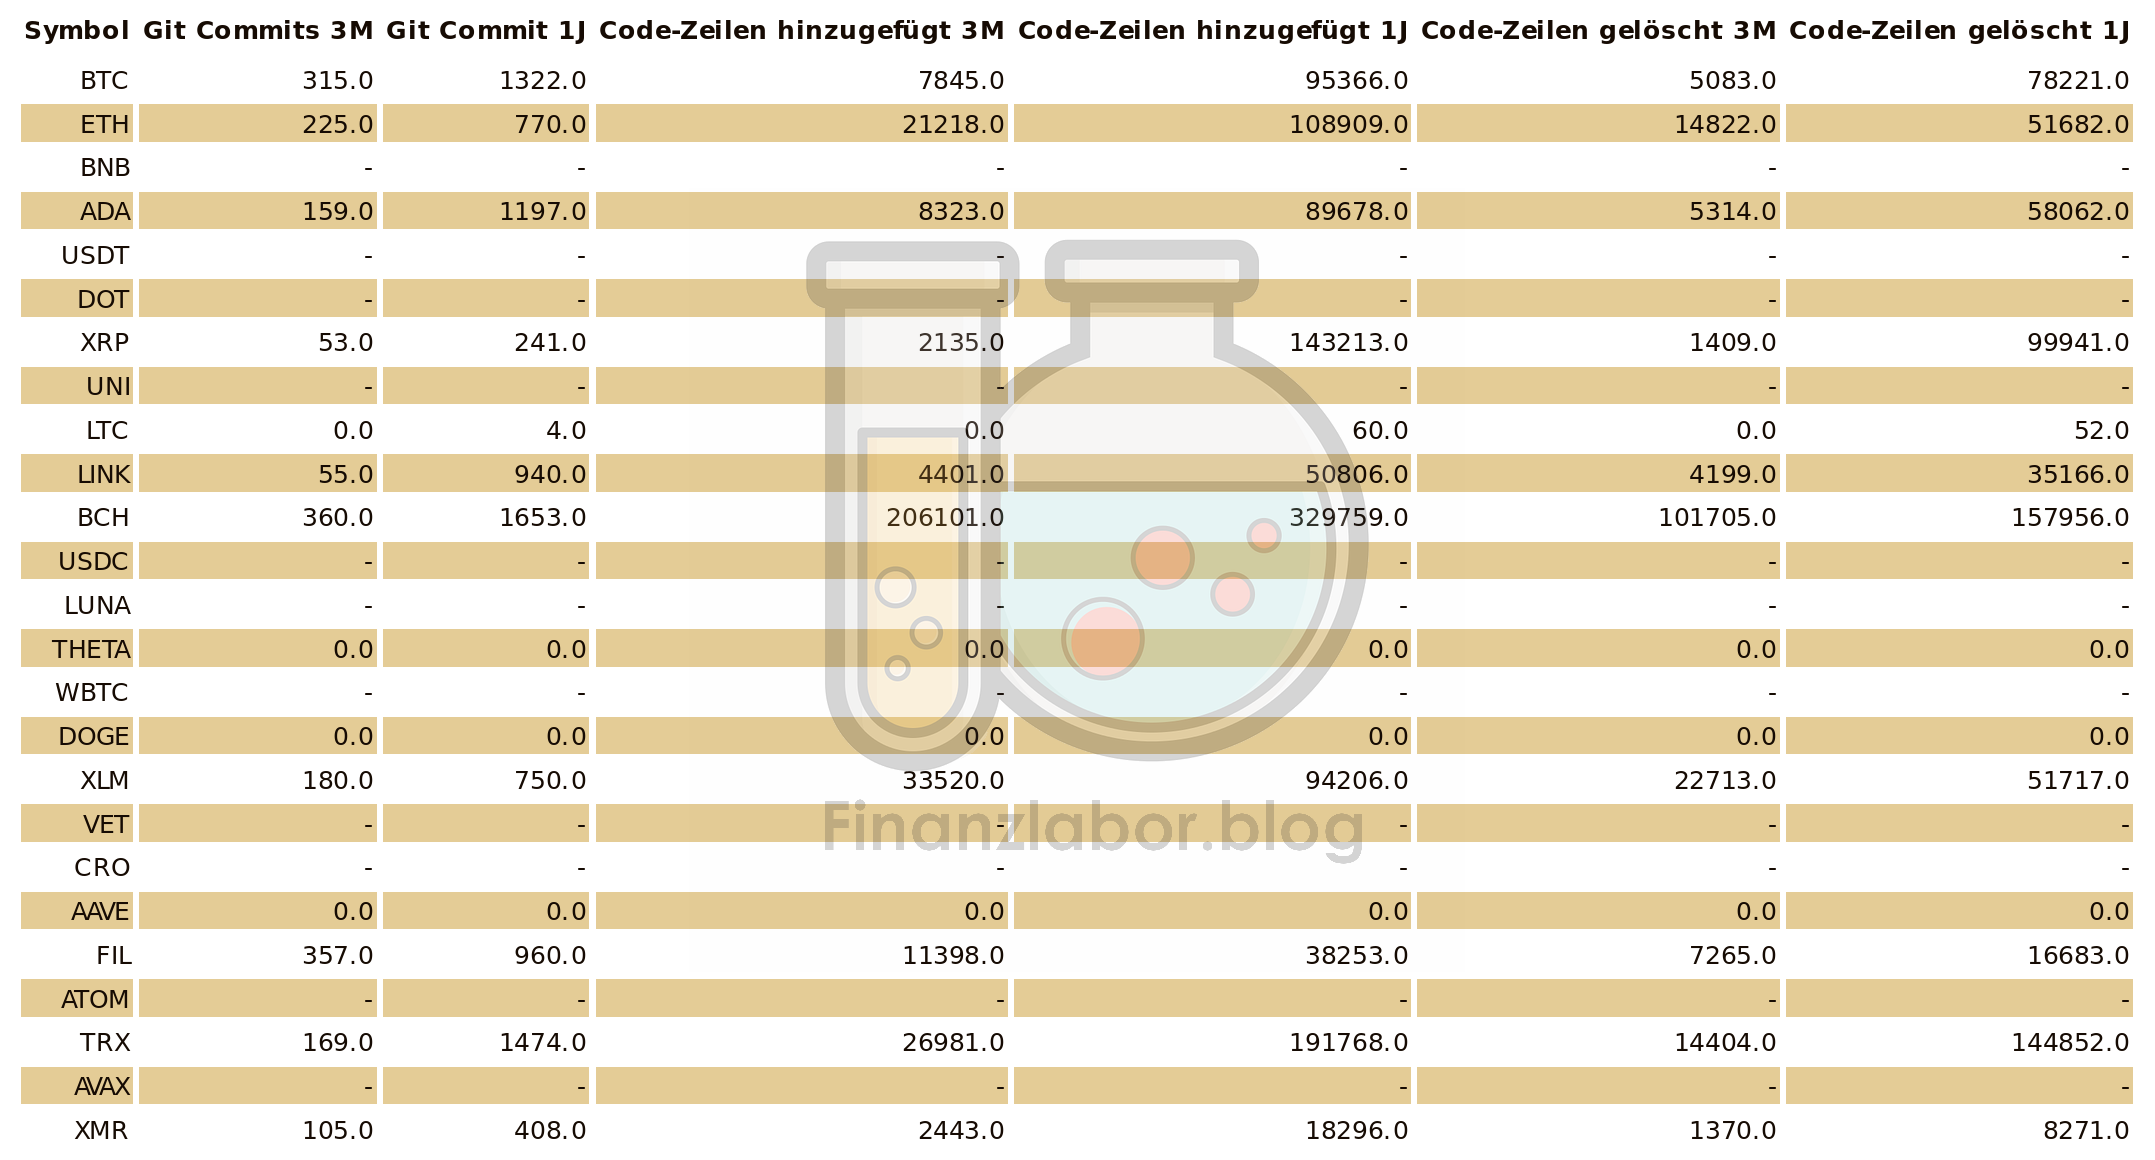 Symbol Git Commits 3M Git Commit 1J Code-Zeilen hinzugefügt 3M Code-Zeilen hinzugefügt 1J Code-Zeilen gelöscht 3M Code-Zeilen gelöscht 1J
BTC 315.0 1322.0 7845.0 95366.0 5083.0 78221.0
ETH 225.0 770.0 21218.0 108909.0 14822.0 51682.0
BNB - - - - - -
ADA 159.0 1197.0 8323.0 89678.0 5314.0 58062.0
USDT - - - - - -
DOT - - - - - -
XRP 53.0 241.0 2135.0 143213.0 1409.0 99941.0
UNI - - - - - -
LTC 0.0 4.0 0.0 60.0 0.0 52.0
LINK 55.0 940.0 4401.0 50806.0 4199.0 35166.0
BCH 360.0 1653.0 206101.0 329759.0 101705.0 157956.0
USDC - - - - - -
LUNA - - - - - -
THETA 0.0 0.0 0.0 0.0 0.0 0.0
WBTC - - - - - -
DOGE 0.0 0.0 0.0 0.0 0.0 0.0
XLM 180.0 750.0 33520.0 94206.0 22713.0 51717.0
VET - - - - - -
Finanzlabor.blog
CRO - - - - - -
AAVE 0.0 0.0 0.0 0.0 0.0 0.0
FIL 357.0 960.0 11398.0 38253.0 7265.0 16683.0
ATOM - - - - - -
TRX 169.0 1474.0 26981.0 191768.0 14404.0 144852.0
AVAX - - - - - -
XMR 105.0 408.0 2443.0 18296.0 1370.0 8271.0